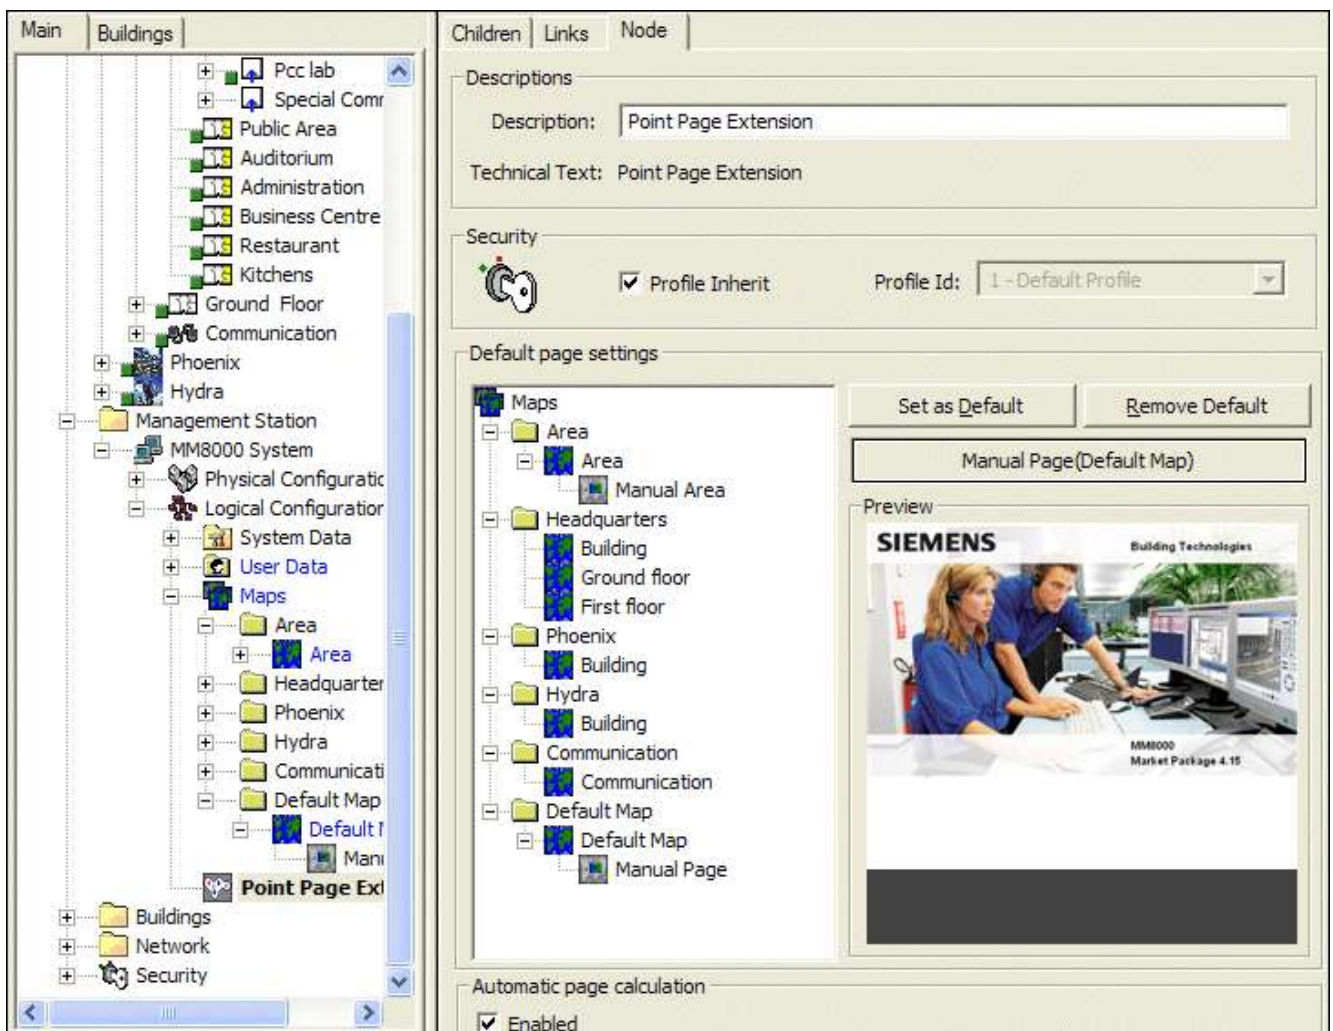 Main
Buildings
Pcc lab
Special Comr
Public Area
Auditorium
Administration
Business Centre
Restaurant
Kitchens
Ground Floor
Communication
Phoenix
Hydra
Management Station
MM8000 System
Physical Configuratic
Logical Configuration
System Data
User Data
Maps
Area
Area
Headquarter
Phoenix
Hydra
Communicati
Default Map
Default M
Manu
Point Page Ext
Buildings
Network
Security
Children
Links
Node
Descriptions
Description: Point Page Extension
Technical Text: Point Page Extension
Security
Profile Inherit
Profile Id: 1 - Default Profile
Default page settings
Maps
Area
Area
Manual Area
Headquarters
Building
Ground floor
First floor
Phoenix
Building
Hydra
Building
Communication
Communication
Default Map
Default Map
Manual Page
Set as Default
Remove Default
Manual Page(Default Map)
Preview
SIEMENS
Building Technologies
MM8000
Market Package 4.15
Automatic page calculation
Enabled